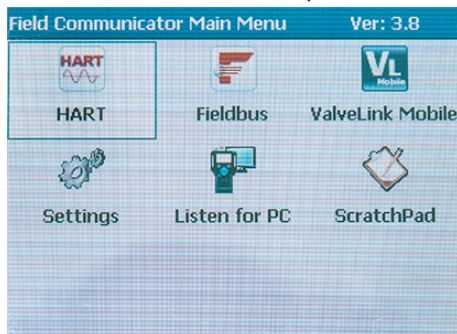 Field Communicator Main Menu Ver: 3.8
HART
VL
Mobile
HART Fieldbus ValveLink Mobile
Settings Listen for PC ScratchPad